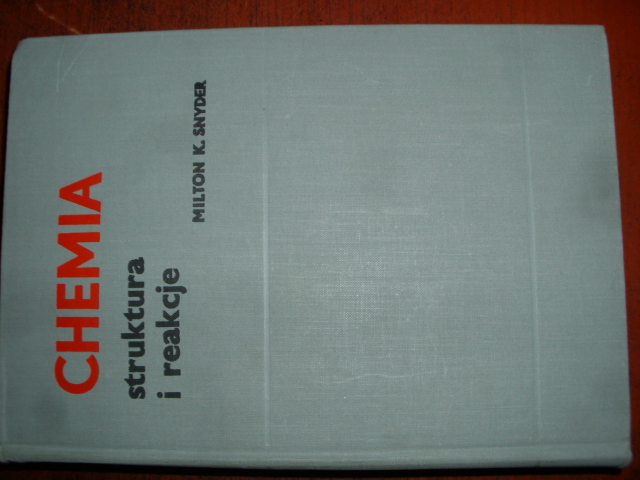 CHEMIA
struktura
i reakcje
MILTON K. SNYDER